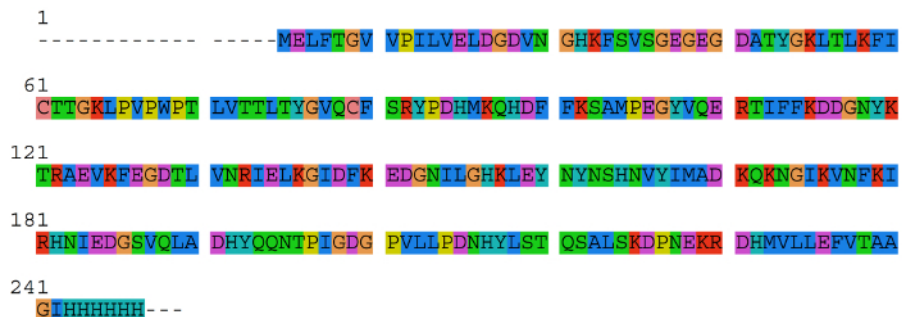 1
------------ -----MELFTGV VPILVELDGDVN GHKFSVSGEGEG DATYGKLTLKFI
61
CTTGKLPVPWPT LVTTLTYGVQCF SRYPDHMKQHDF FKSAMPEGYVQE RTIFFKDDGNYK
121
TRAEVKFEGDTL VNRIELKGIDFK EDGNILGHKLEY NYNSHNVYIMAD KQKNGIKVNFKI
181
RHNIEDGSVQLA DHYQQNTPIGDG PVLLPDNHYLST QSALSKDPNEKR DHMVLLEFVTAA
241
GIHHHHHH---